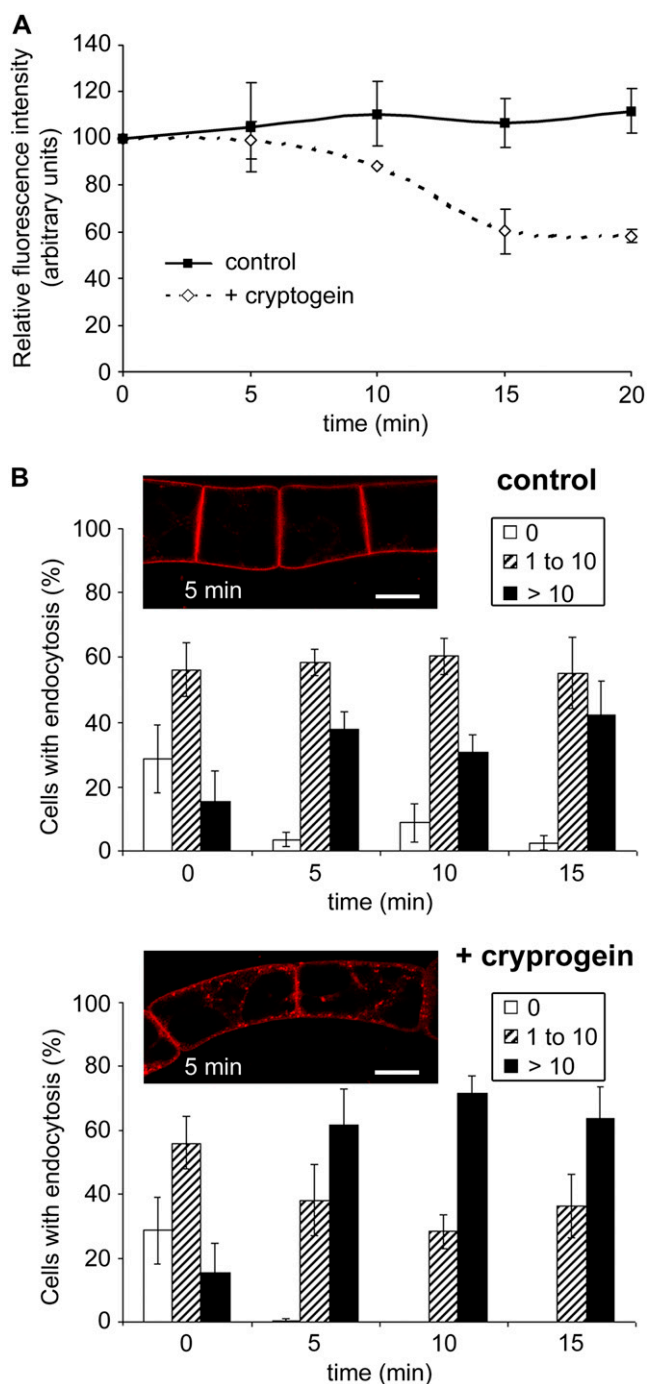 A
Relative fluorescence intensity
(arbitrary units)
140
120
100
80
60
40
20
0
control
+ cryptogein
0 5 10 15 20
time (min)
B
control
Cells with endocytosis (%)
100
80
60
40
20
0
5 min
0
1 to 10
> 10
0 5 10 15
time (min)
+ cryprogein
Cells with endocytosis (%)
100
80
60
40
20
0
5 min
0
1 to 10
> 10
0 5 10 15
time (min)